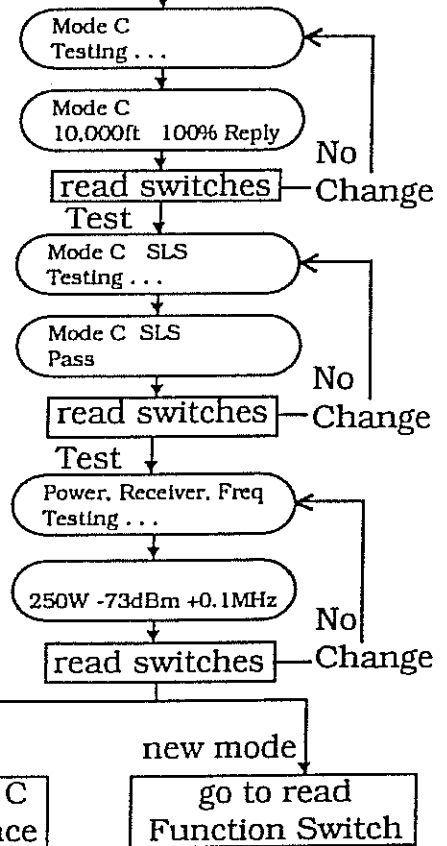 Mode C
Testing . . .
Mode C
10,000ft 100% Reply
No
read switches
Change
Test
Mode C SLS
Testing . . .
Mode C SLS
Pass
No
read switches
Change
Test
Power, Receiver, Freq
Testing . . .
250W -73dBm +0.1MHz
No
read switches
Change
new mode
C
go to read
Function Switch